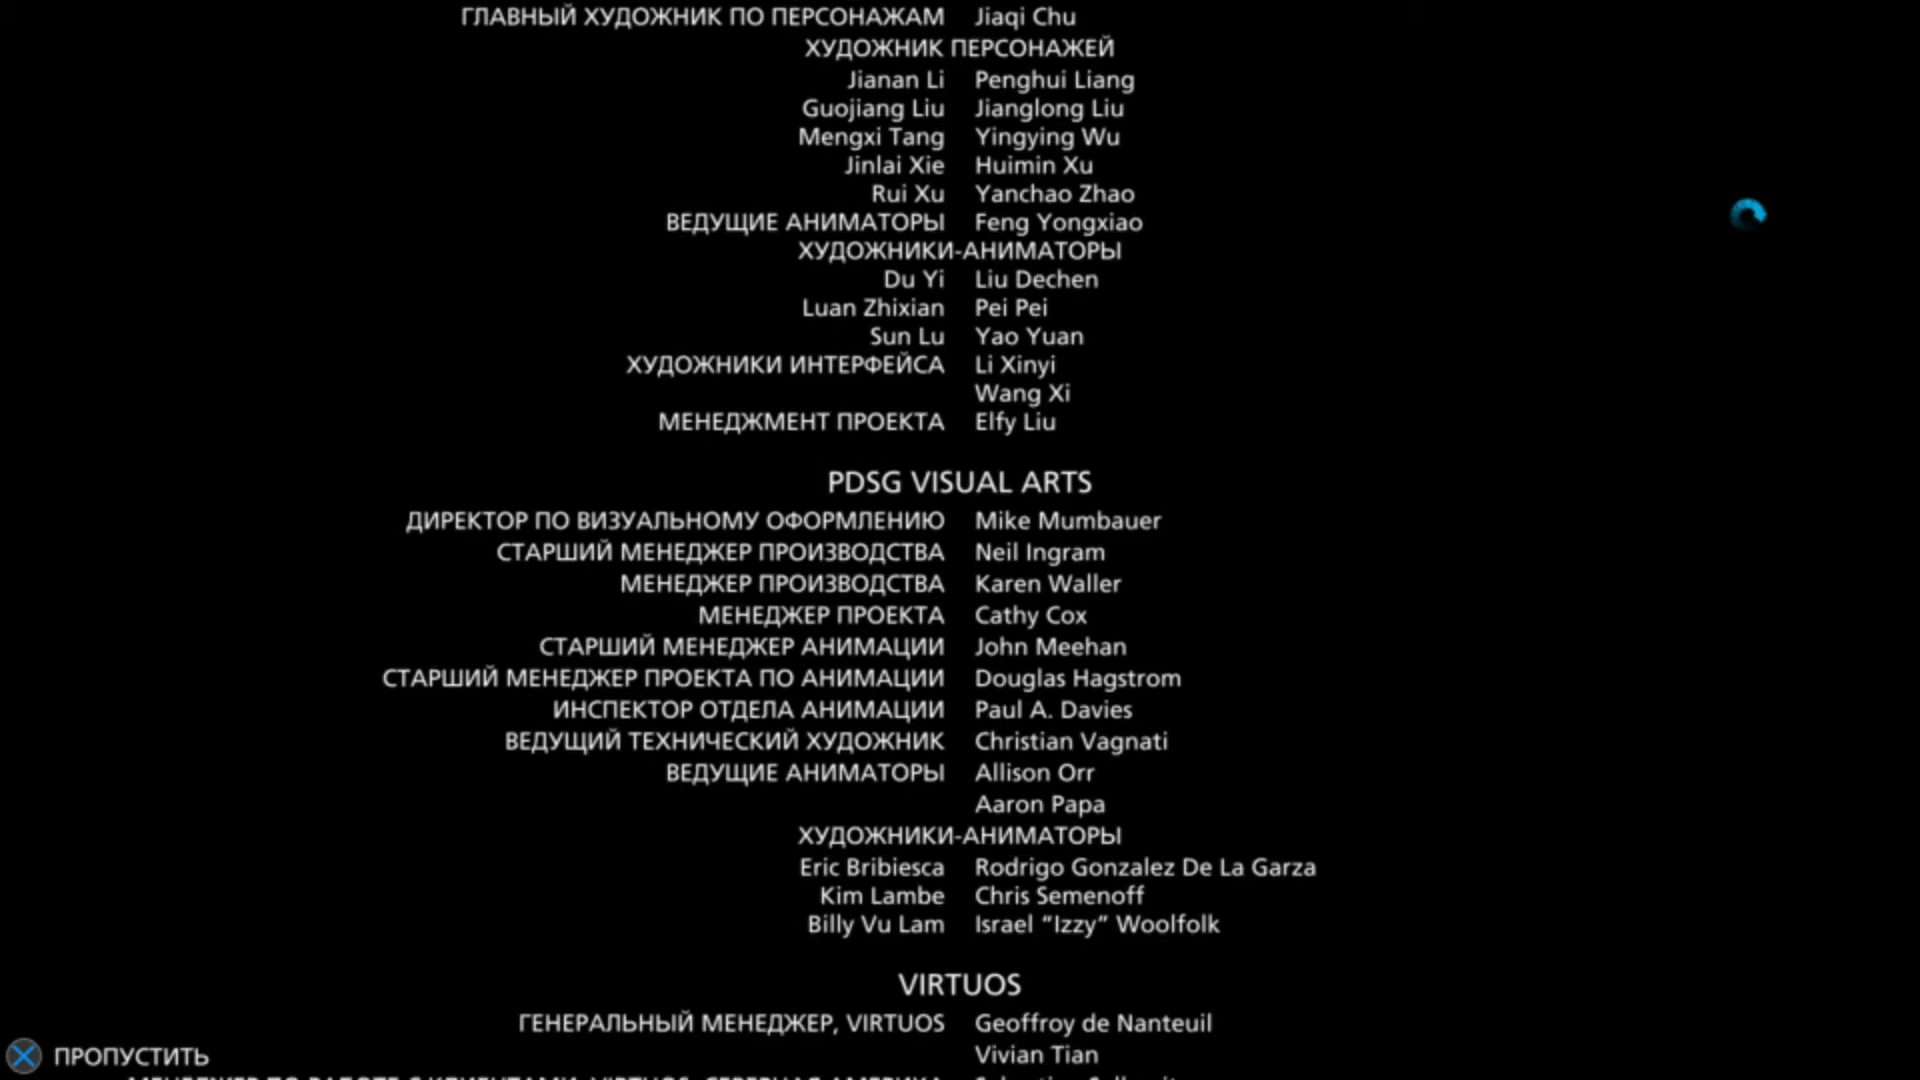 ГЛАВНЫЙ ХУДОЖНИК ПО ПЕРСОНАЖАМ Jiaqi Chu
ХУДОЖНИК ПЕРСОНАЖЕЙ
Jianan Li Penghui Liang
Guojiang Liu Jianglong Liu
Mengxi Tang Yingying Wu
Jinlai Xie Huimin Xu
Rui Xu Yanchao Zhao
ВЕДУЩИЕ АНИМАТОРЫ Feng Yongxiao
ХУДОЖНИКИ-АНИМАТОРЫ
Du Yi Liu Dechen
Luan Zhixian Pei Pei
Sun Lu Yao Yuan
ХУДОЖНИКИ ИНТЕРФЕЙСА Li Xinyi
Wang Xi
МЕНЕДЖМЕНТ ПРОЕКТА Elfy Liu
PDSG VISUAL ARTS
ДИРЕКТОР ПО ВИЗУАЛЬНОМУ ОФОРМЛЕНИЮ Mike Mumbauer
СТАРШИЙ МЕНЕДЖЕР ПРОИЗВОДСТВА Neil Ingram
МЕНЕДЖЕР ПРОИЗВОДСТВА Karen Waller
МЕНЕДЖЕР ПРОЕКТА Cathy Cox
СТАРШИЙ МЕНЕДЖЕР АНИМАЦИИ John Meehan
СТАРШИЙ МЕНЕДЖЕР ПРОЕКТА ПО АНИМАЦИИ Douglas Hagstrom
ИНСПЕКТОР ОТДЕЛА АНИМАЦИИ Paul A. Davies
ВЕДУЩИЙ ТЕХНИЧЕСКИЙ ХУДОЖНИК Christian Vagnati
ВЕДУЩИЕ АНИМАТОРЫ Allison Orr
Aaron Papa
ХУДОЖНИКИ-АНИМАТОРЫ
Eric Bribiesca Rodrigo Gonzalez De La Garza
Kim Lambe Chris Semenoff
Billy Vu Lam Israel “Izzy” Woolfolk
VIRTUOS
ГЕНЕРАЛЬНЫЙ МЕНЕДЖЕР, VIRTUOS Geoffroy de Nanteuil
Vivian Tian
ПРОПУСТИТЬ
МЕНЕДЖЕР ПО РАБОТЕ С КЛИЕНТАМИ, VIRTUOS, СЕВЕРНАЯ АМЕРИКА